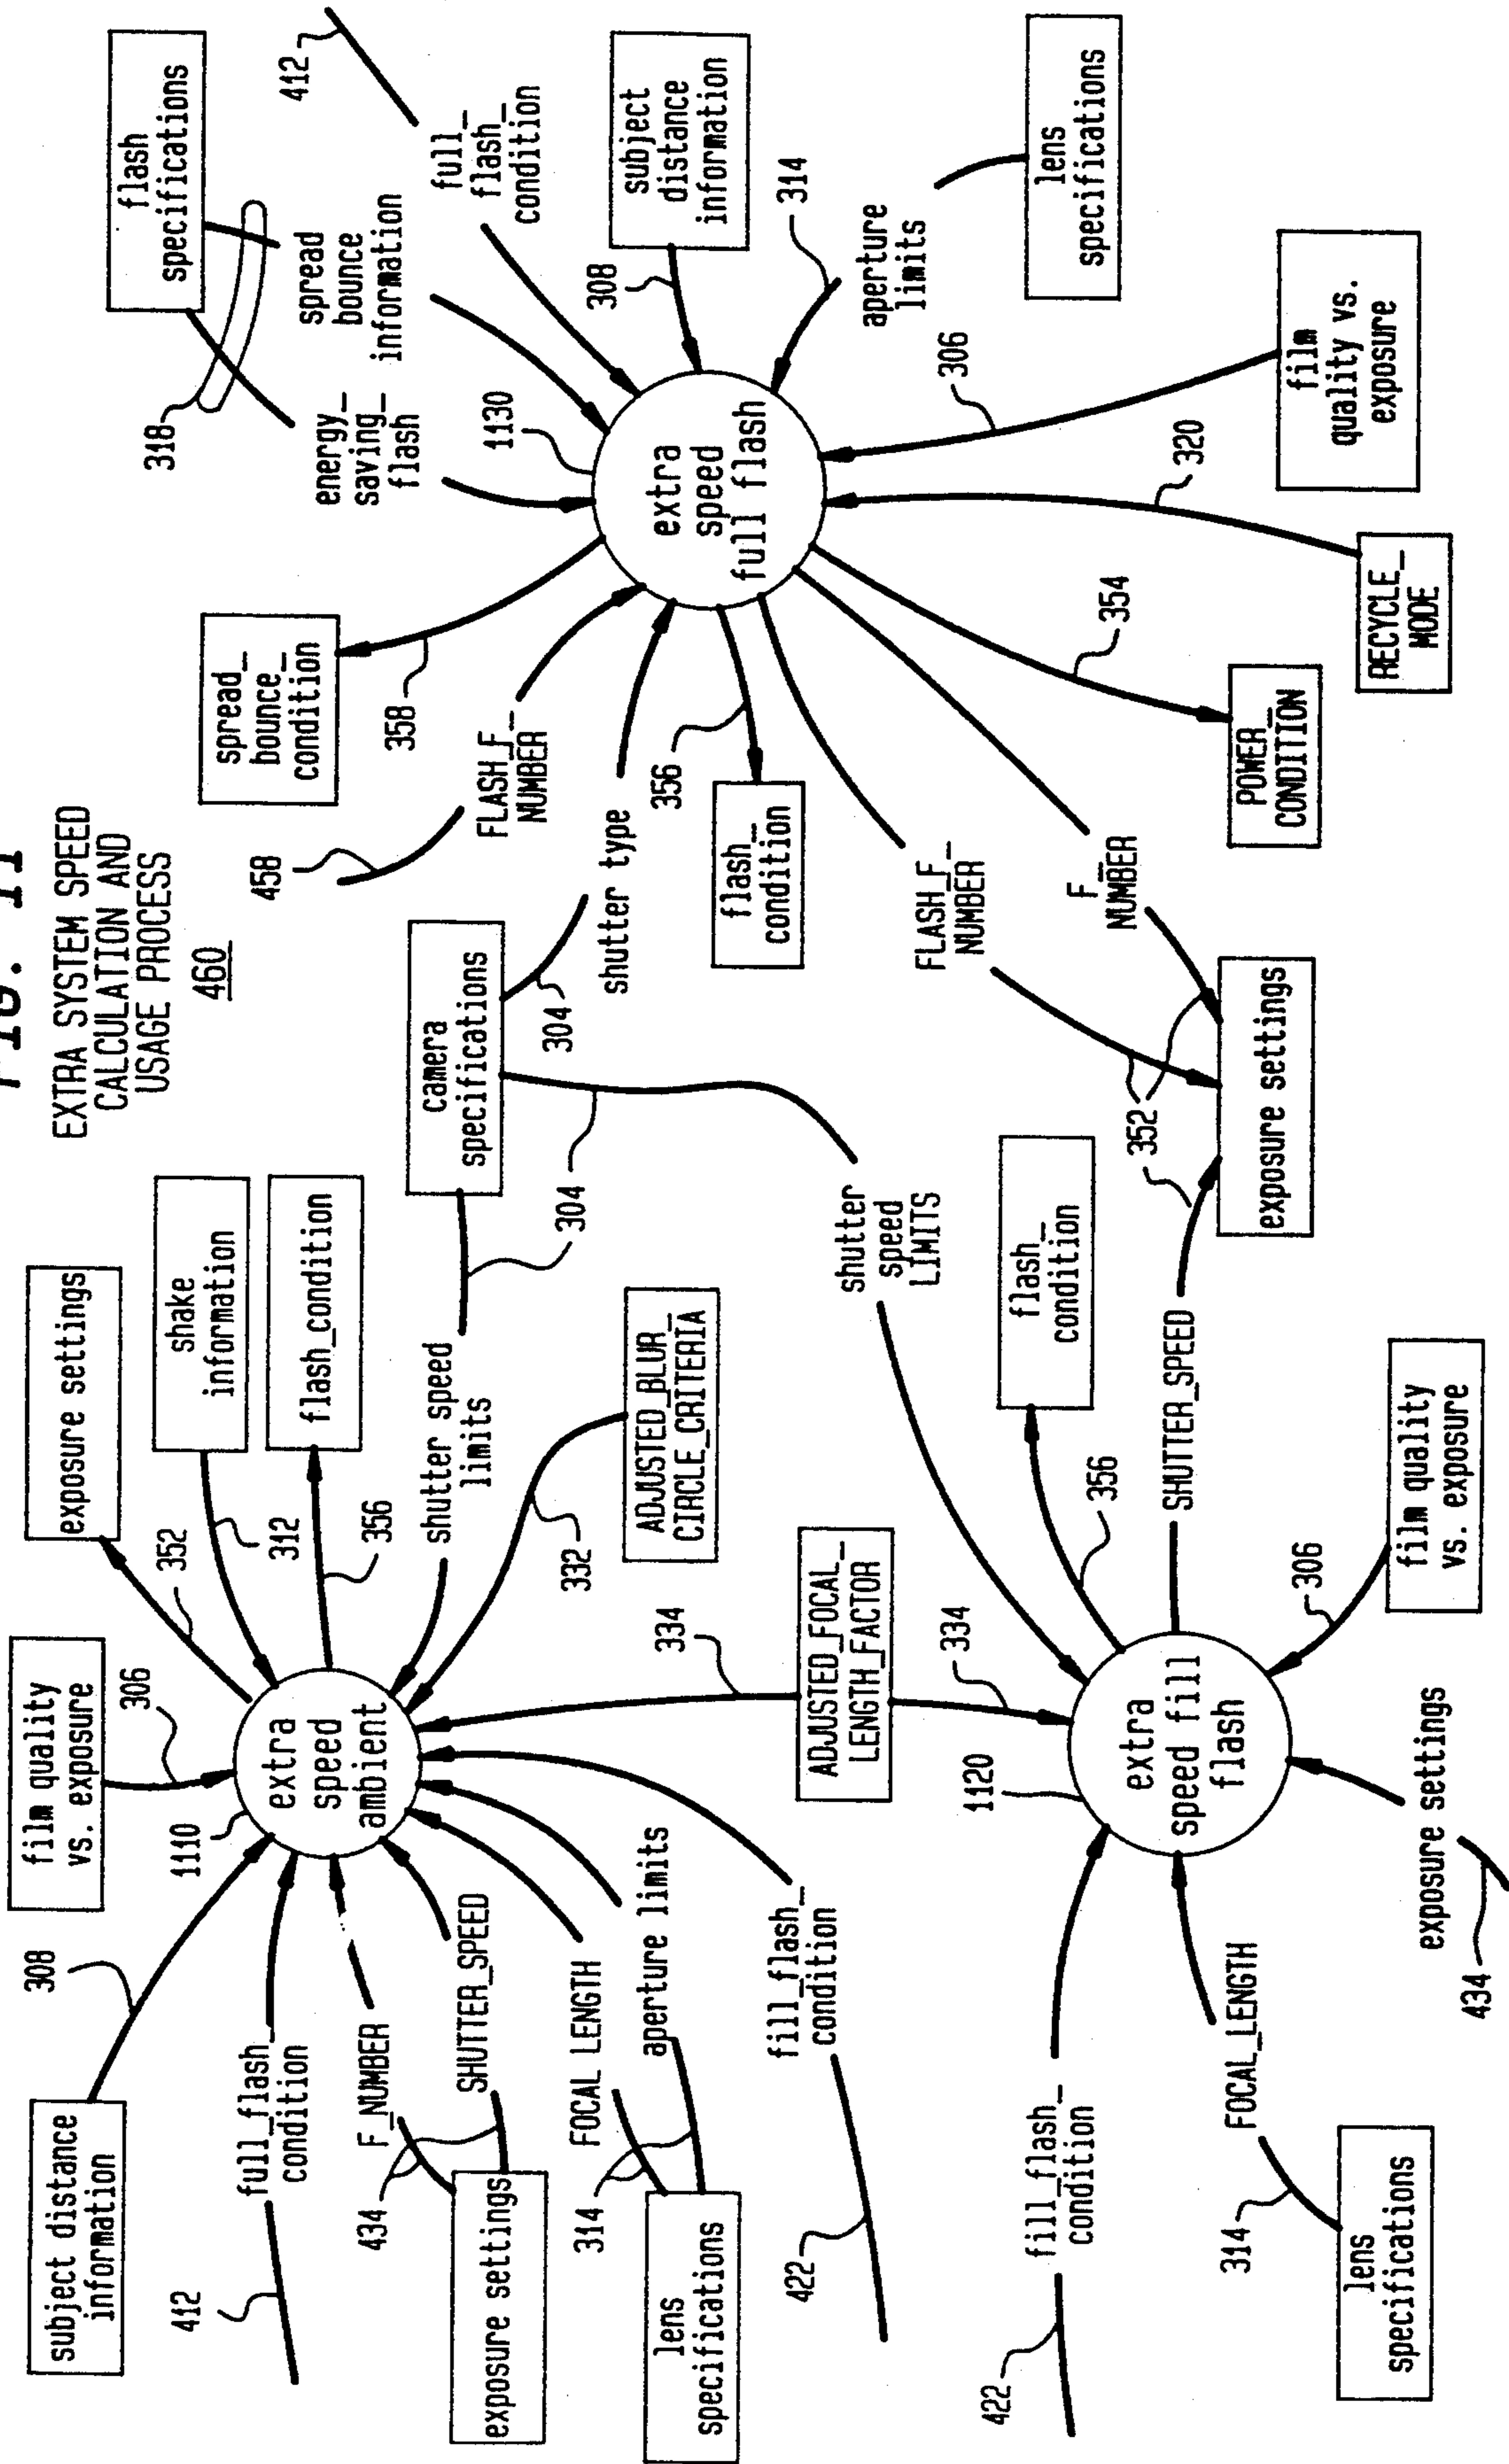 FIG. 11
EXTRA SYSTEM SPEED
CALCULATION AND
USAGE PROCESS
460
subject distance
information
308
film quality
vs. exposure
306
352
exposure settings
shake
information
312
flash_condition
356
412
full_flash_
condition
1110
extra
speed
ambient
F_NUMBER
434
SHUTTER_SPEED
exposure settings
FOCAL LENGTH
314
aperture limits
lens
specifications
fill_flash_
condition
422
shutter speed
limits
304
camera
specifications
304
304
shutter type
332
ADJUSTED_BLUR_
CIRCLE_CRITERIA
334
ADJUSTED_FOCAL_
LENGTH_FACTOR
334
shutter
speed
LIMITS
422
fill_flash_
condition
1120
extra
speed fill
flash
356
flash_
condition
SHUTTER_SPEED
352
exposure settings
314
FOCAL_LENGTH
lens
specifications
434
exposure settings
306
film quality
vs. exposure
458
FLASH_F_
NUMBER
358
spread_
bounce_
condition
356
flash_
condition
FLASH_F_
NUMBER
F_
NUMBER
354
POWER_
CONDITION
1130
extra
speed
full flash
318
energy_
saving_
flash
flash
specifications
spread
bounce
information
412
full_
flash_
condition
308
subject
distance
information
314
aperture
limits
lens
specifications
306
film
quality vs.
exposure
320
RECYCLE_
MODE